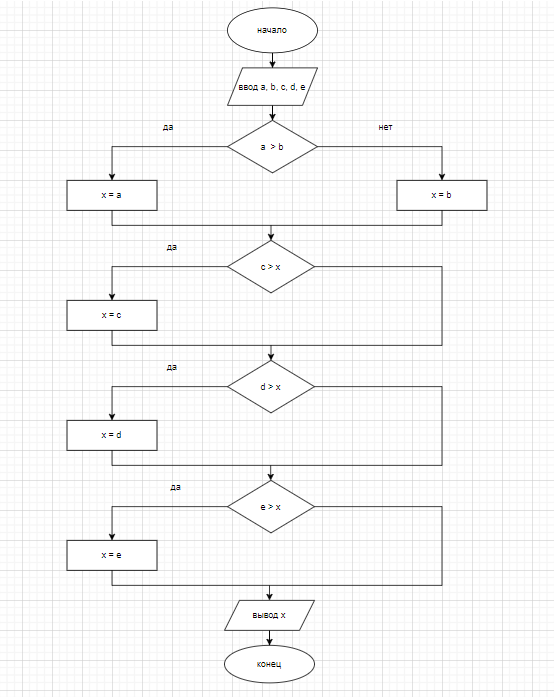 начало
ввод a, b, c, d, e
да
нет
a > b
x = a
x = b
да
c > x
x = c
да
d > x
x = d
да
e > x
x = e
вывод x
конец